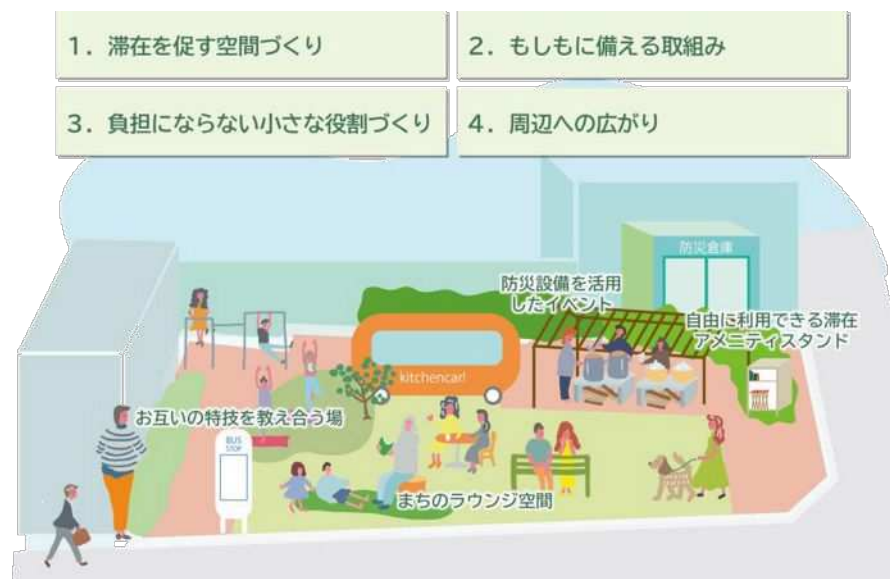 1. 滞在を促す空間づくり
2. もしもに備える取組み
3. 負担にならない小さな役割づくり
4. 周辺への広がり
防災倉庫
防災設備を活用
したイベント
自由に利用できる滞在
アメニティスタンド
kitchencar!
お互いの特技を教え合う場
BUS
STOP
まちのラウンジ空間